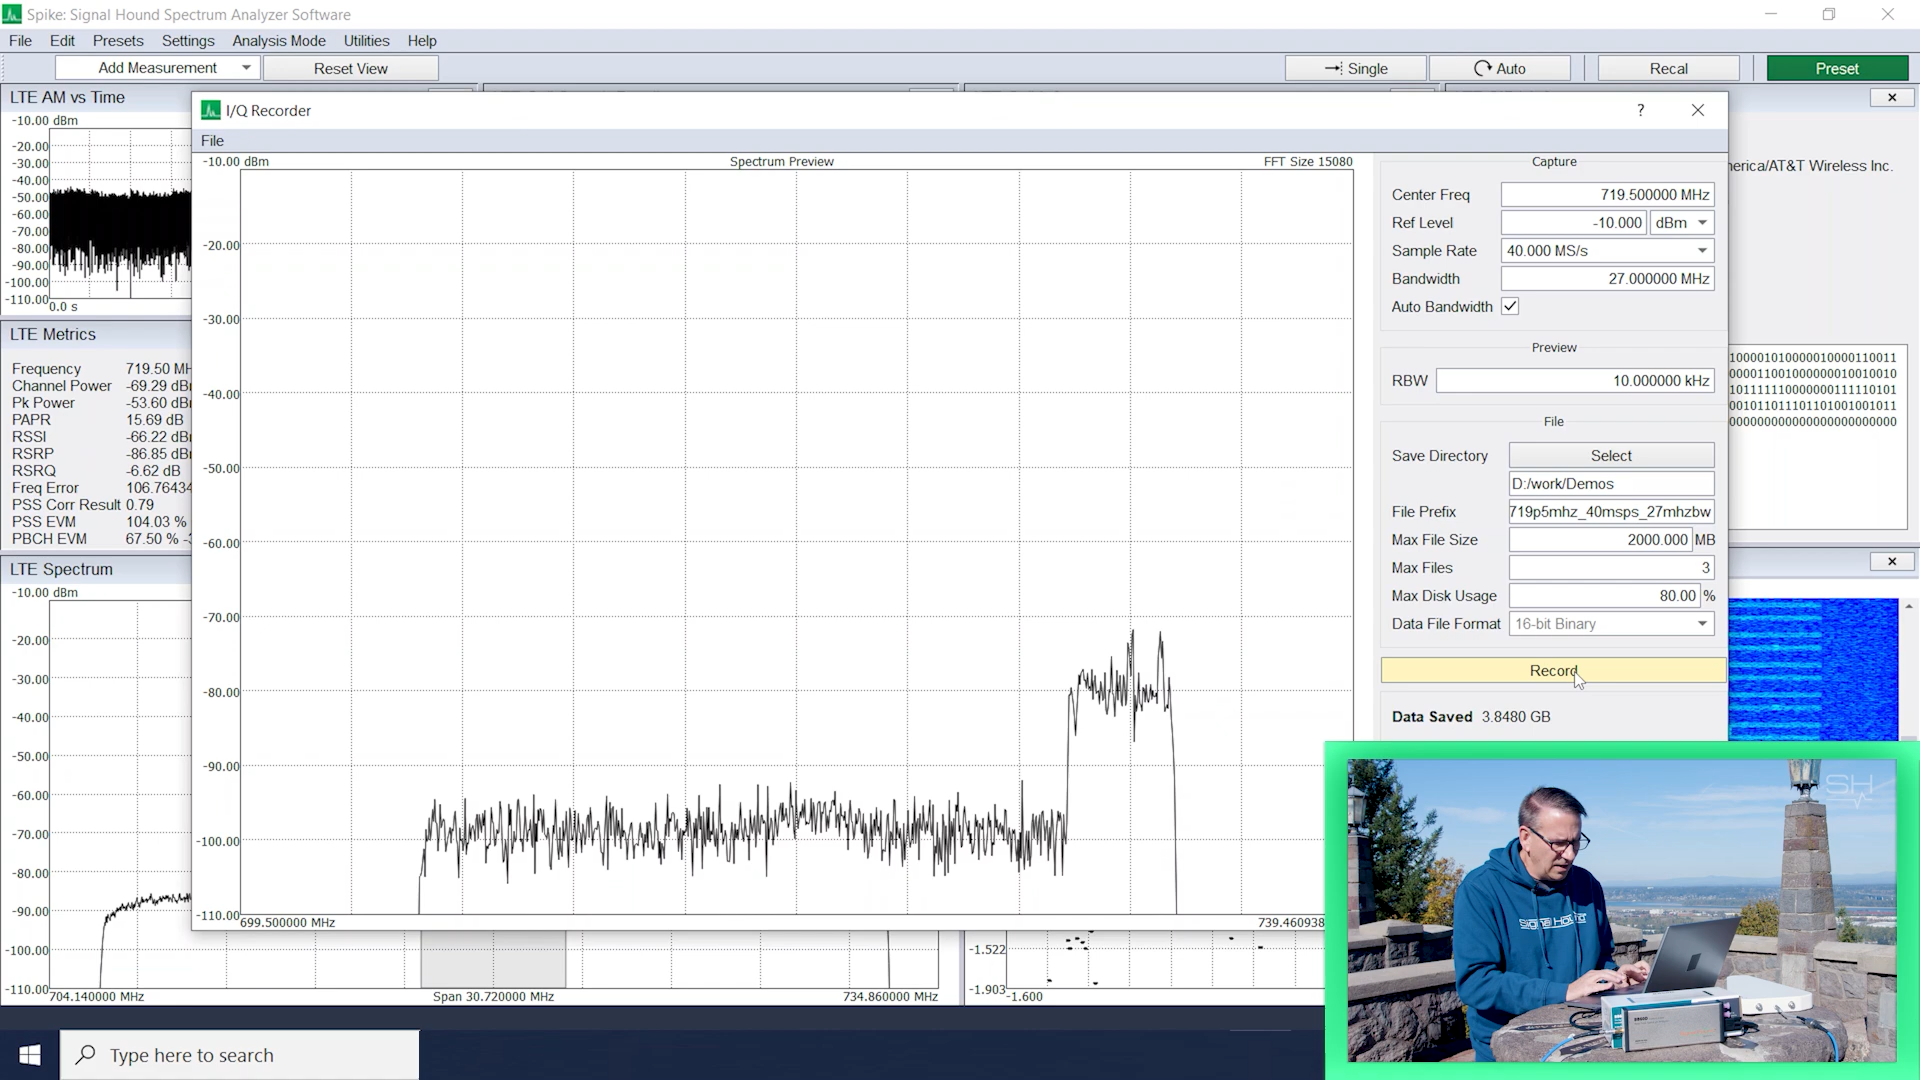 Spike: Signal Hound Spectrum Analyzer Software
File Edit Presets Settings Analysis Mode Utilities Help
Add Measurement Reset View Single Auto Recal Preset
LTE AM vs Time
-10.00 dBm
-20.00
-30.00
-40.00
-50.00
-60.00
-70.00
-80.00
-90.00
-100.00
-110.00
0.0 s
LTE Metrics
Frequency 719.50 MH
Channel Power -69.29 dB
Pk Power -53.60 dB
PAPR 15.69 dB
RSSI -66.22 dB
RSRP -86.85 dB
RSRQ -6.62 dB
Freq Error 106.76434
PSS Corr Result 0.79
PSS EVM 104.03 %
PBCH EVM 67.50 %
LTE Spectrum
-10.00 dBm
-20.00
-30.00
-40.00
-50.00
-60.00
-70.00
-80.00
-90.00
-100.00
-110.00
704.140000 MHz Span 30.720000 MHz 734.860000 MHz
I/Q Recorder
File
-10.00 dBm Spectrum Preview FFT Size 15080
-20.00
-30.00
-40.00
-50.00
-60.00
-70.00
-80.00
-90.00
-100.00
-110.00
699.500000 MHz 739.460938
Capture
Center Freq 719.500000 MHz
Ref Level -10.000 dBm
Sample Rate 40.000 MS/s
Bandwidth 27.000000 MHz
Auto Bandwidth
Preview
RBW 10.000000 kHz
File
Save Directory Select
D:/work/Demos
File Prefix 719p5mhz_40msps_27mhzbw
Max File Size 2000.000 MB
Max Files 3
Max Disk Usage 80.00 %
Data File Format 16-bit Binary
Record
Data Saved 3.8480 GB
erica/AT&T Wireless Inc.
10000101000001000011001​1
0000110010000000010010010
1011111100000001111101​01
0010110111011010010010​11
0000000000000000000000000
-1.522
-1.903
-1.600
SH
Signal Hound
Type here to search